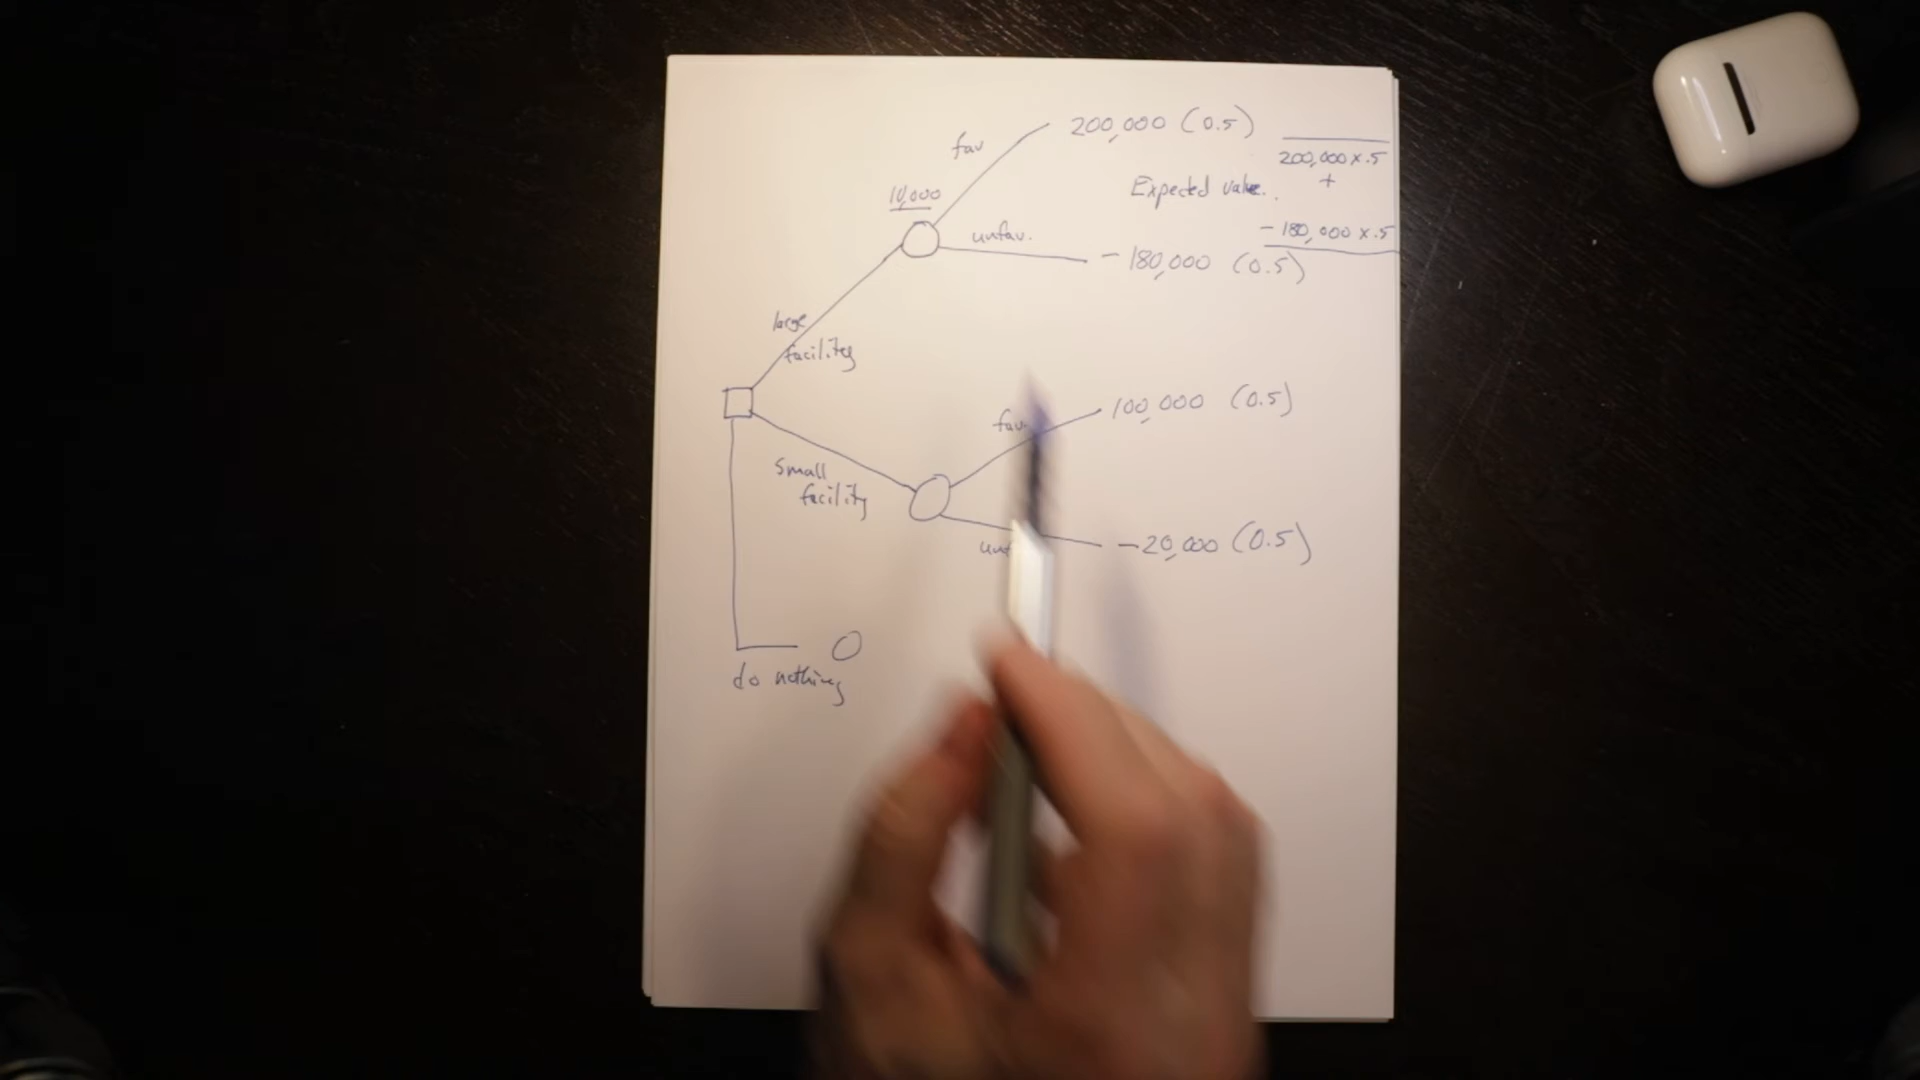 fav
200,000 (0.5)
200,000 x .5
+
- 180,000 x .5
Expected value.
10,000
unfav.
- 180,000 (0.5)
large
facility
fav.
100,000 (0.5)
small
facility
-20,000 (0.5)
0
do nothing